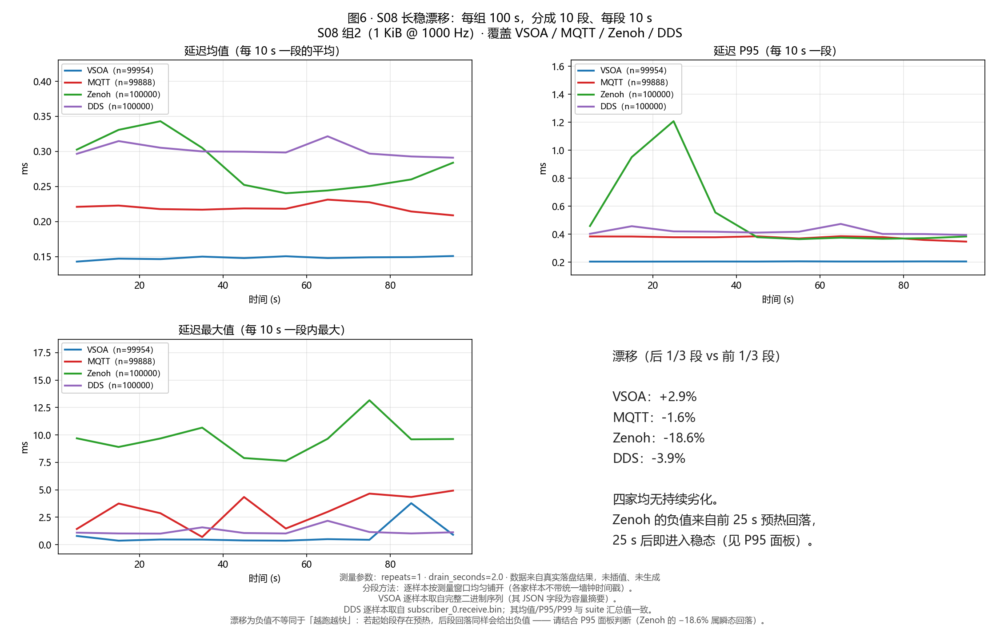 图6 · S08 长稳漂移：每组 100 s，分成 10 段、每段 10 s
S08 组2（1 KiB @ 1000 Hz）· 覆盖 VSOA / MQTT / Zenoh / DDS
延迟均值（每 10 s 一段的平均）
VSOA（n=99954）
MQTT（n=99888）
Zenoh（n=100000）
DDS（n=100000）
0.40
0.35
0.30
0.25
0.20
0.15
ms
20
40
60
80
时间 (s)
延迟 P95（每 10 s 一段）
VSOA（n=99954）
MQTT（n=99888）
Zenoh（n=100000）
DDS（n=100000）
1.6
1.4
1.2
1.0
0.8
0.6
0.4
0.2
ms
20
40
60
80
时间 (s)
延迟最大值（每 10 s 一段内最大）
VSOA（n=99954）
MQTT（n=99888）
Zenoh（n=100000）
DDS（n=100000）
17.5
15.0
12.5
10.0
7.5
5.0
2.5
0.0
ms
20
40
60
80
时间 (s)
漂移（后 1/3 段 vs 前 1/3 段）
VSOA：+2.9%
MQTT：-1.6%
Zenoh：-18.6%
DDS：-3.9%
四家均无持续劣化。
Zenoh 的负值来自前 25 s 预热回落，
25 s 后即进入稳态（见 P95 面板）。
测量参数：repeats=1 · drain_seconds=2.0 · 数据来自真实落盘结果，未插值、未生成
分段方法：逐样本按测量窗口均匀铺开（各家样本不带统一墙钟时间戳）。
VSOA 逐样本取自完整二进制序列（其 JSON 字段为容量摘要）。
DDS 逐样本取自 subscriber_0.receive.bin；其均值/P95/P99 与 suite 汇总值一致。
漂移为负值不等同于「越跑越快」：若起始段存在预热，后段回落同样会给出负值 —— 请结合 P95 面板判断（Zenoh 的 −18.6% 属瞬态回落）。